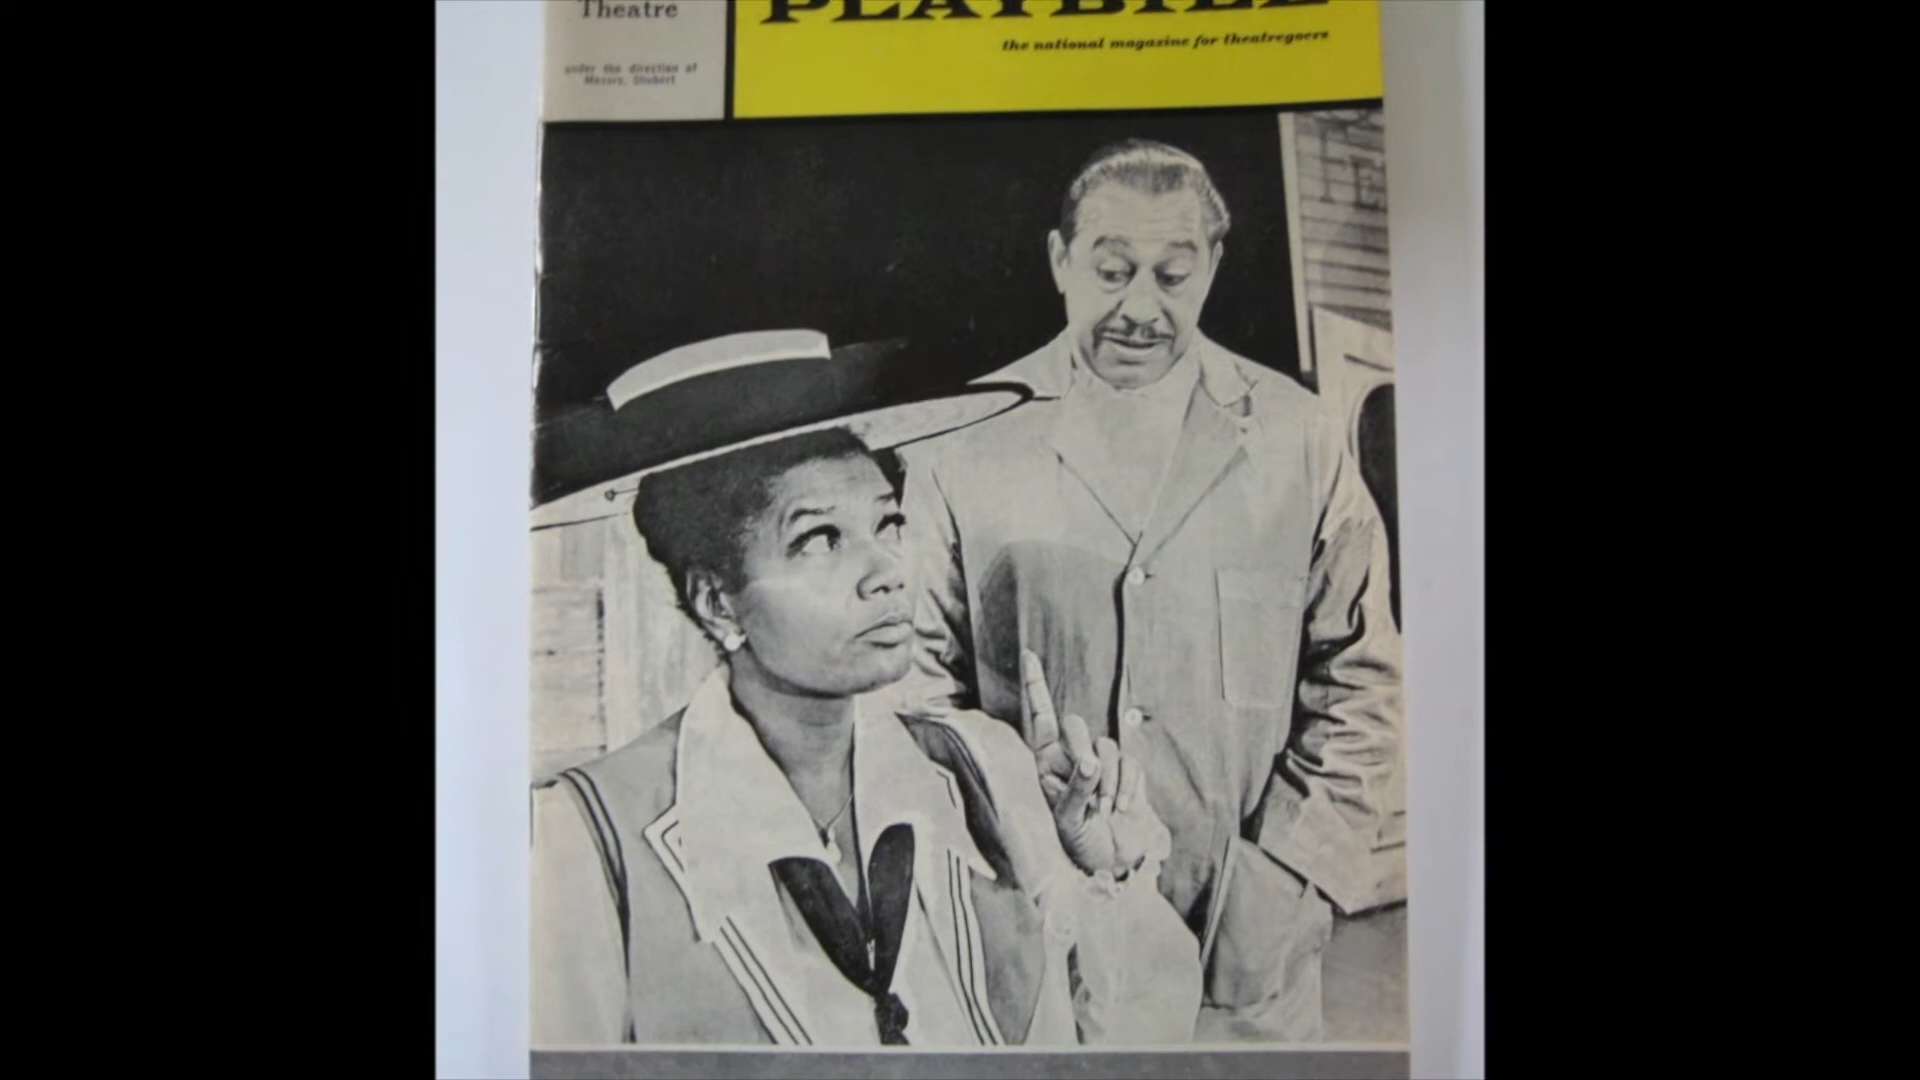 Theatre
under the direction of
Messrs. Shubert
PLAYBILL
the national magazine for theatregoers